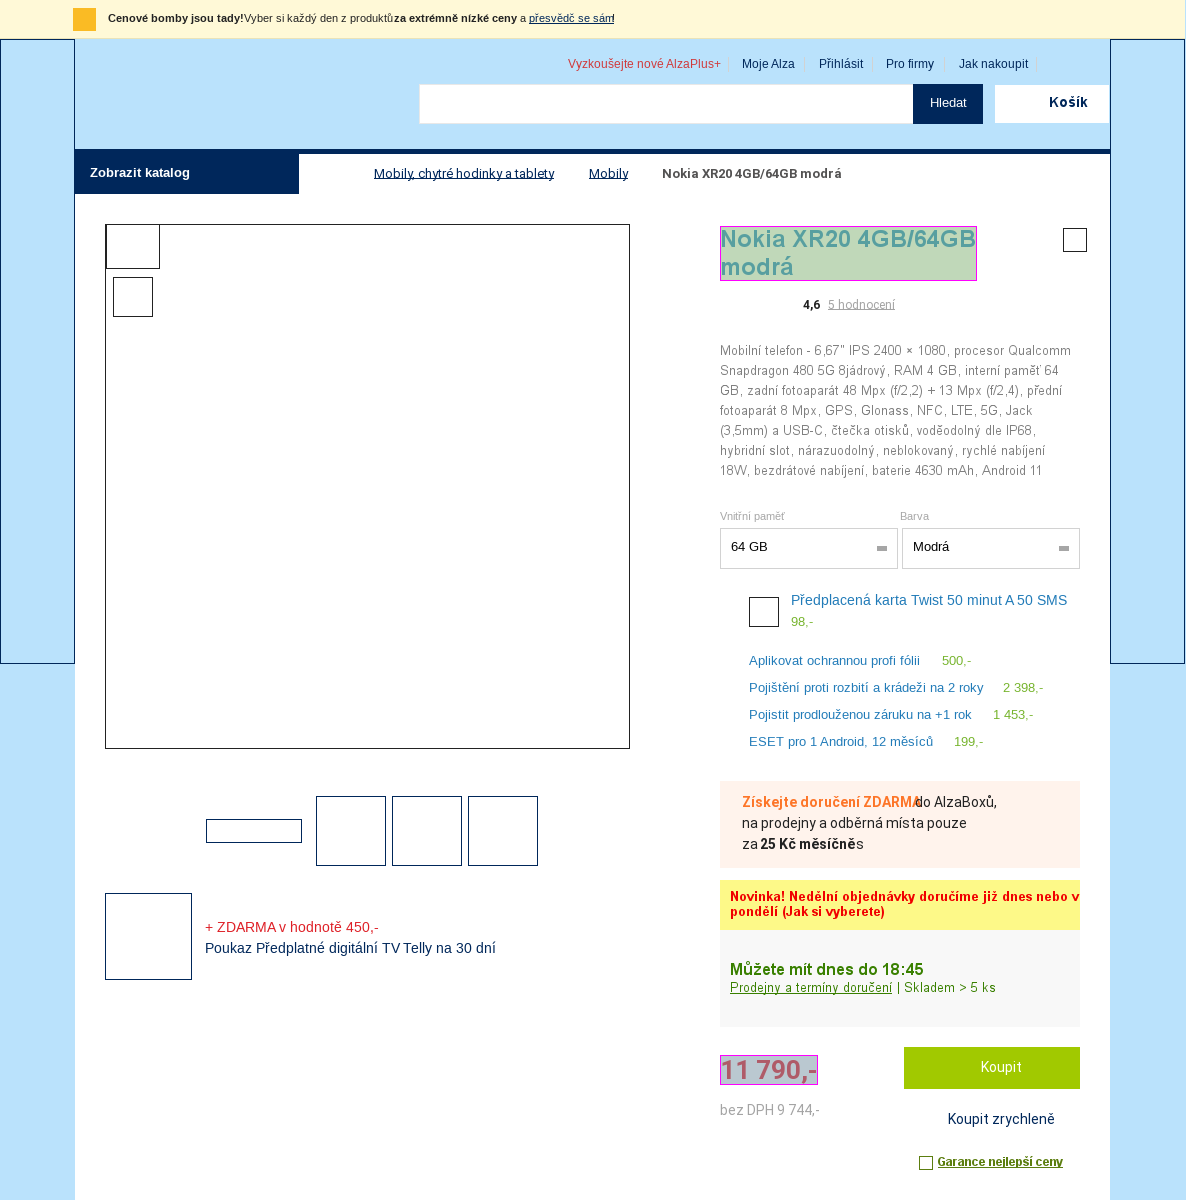 Cenové bomby jsou tady! Vyber si každý den z produktů za extrémně nízké ceny a přesvědč se sám!
Vyzkoušejte nové AlzaPlus+
Moje Alza
Přihlásit
Pro firmy
Jak nakoupit
Hledat
Košík
Zobrazit katalog
Mobily, chytré hodinky a tablety
Mobily
Nokia XR20 4GB/64GB modrá
Nokia XR20 4GB/64GB
modrá
4,6 5 hodnocení
Mobilní telefon - 6,67" IPS 2400 × 1080, procesor Qualcomm
Snapdragon 480 5G 8jádrový, RAM 4 GB, interní paměť 64
GB, zadní fotoaparát 48 Mpx (f/2,2) + 13 Mpx (f/2,4), přední
fotoaparát 8 Mpx, GPS, Glonass, NFC, LTE, 5G, Jack
(3,5mm) a USB-C, čtečka otisků, voděodolný dle IP68,
hybridní slot, nárazuodolný, neblokovaný, rychlé nabíjení
18W, bezdrátové nabíjení, baterie 4630 mAh, Android 11
Vnitřní paměť
Barva
64 GB
Modrá
Předplacená karta Twist 50 minut A 50 SMS
98,-
Aplikovat ochrannou profi fólii 500,-
Pojištění proti rozbití a krádeži na 2 roky 2 398,-
Pojistit prodlouženou záruku na +1 rok 1 453,-
ESET pro 1 Android, 12 měsíců 199,-
Získejte doručení ZDARMA do AlzaBoxů,
na prodejny a odběrná místa pouze
za 25 Kč měsíčně s
Novinka! Nedělní objednávky doručíme již dnes nebo v
pondělí (Jak si vyberete)
Můžete mít dnes do 18:45
Prodejny a termíny doručení | Skladem > 5 ks
+ ZDARMA v hodnotě 450,-
Poukaz Předplatné digitální TV Telly na 30 dní
11 790,-
Koupit
bez DPH 9 744,-
Koupit zrychleně
Garance nejlepší ceny